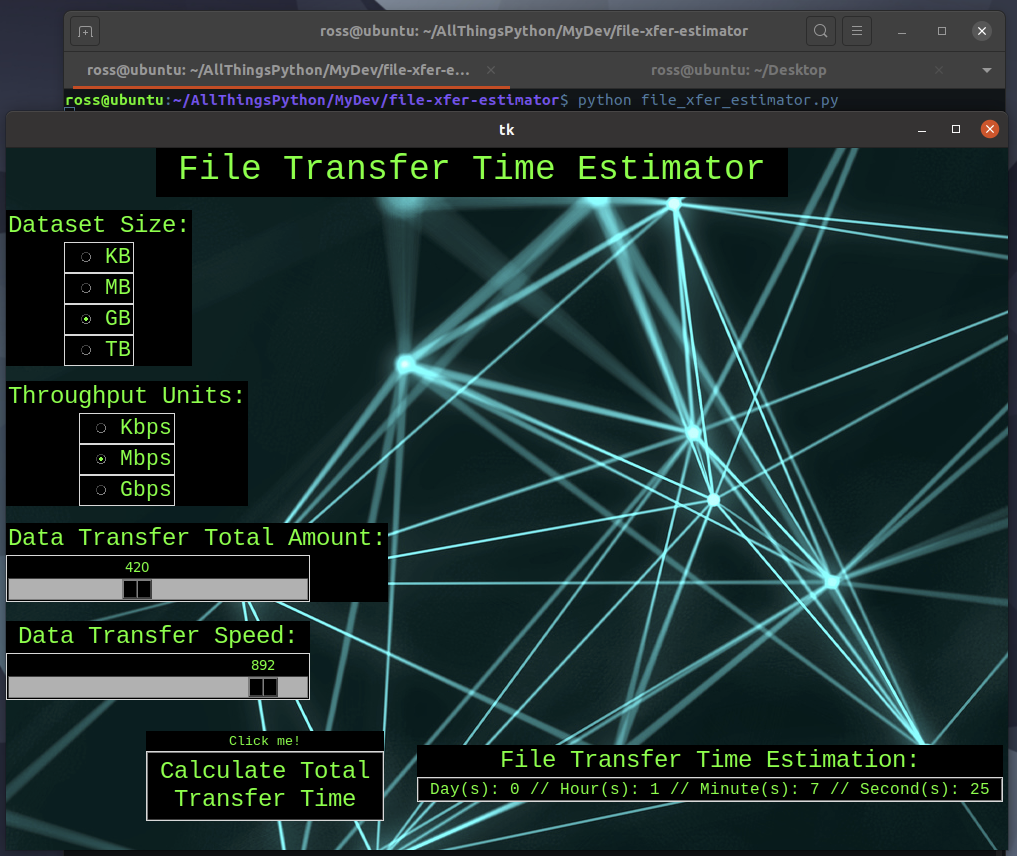 ross@ubuntu: ~/AllThingsPython/MyDev/file-xfer-estimator
ross@ubuntu: ~/AllThingsPython/MyDev/file-xfer-e...
ross@ubuntu: ~/Desktop
ross@ubuntu:~/AllThingsPython/MyDev/file-xfer-estimator$ python file_xfer_estimator.py
tk
File Transfer Time Estimator
Dataset Size:
KB
MB
GB
TB
Throughput Units:
Kbps
Mbps
Gbps
Data Transfer Total Amount:
420
Data Transfer Speed:
892
Click me!
Calculate Total
Transfer Time
File Transfer Time Estimation:
Day(s): 0 // Hour(s): 1 // Minute(s): 7 // Second(s): 25